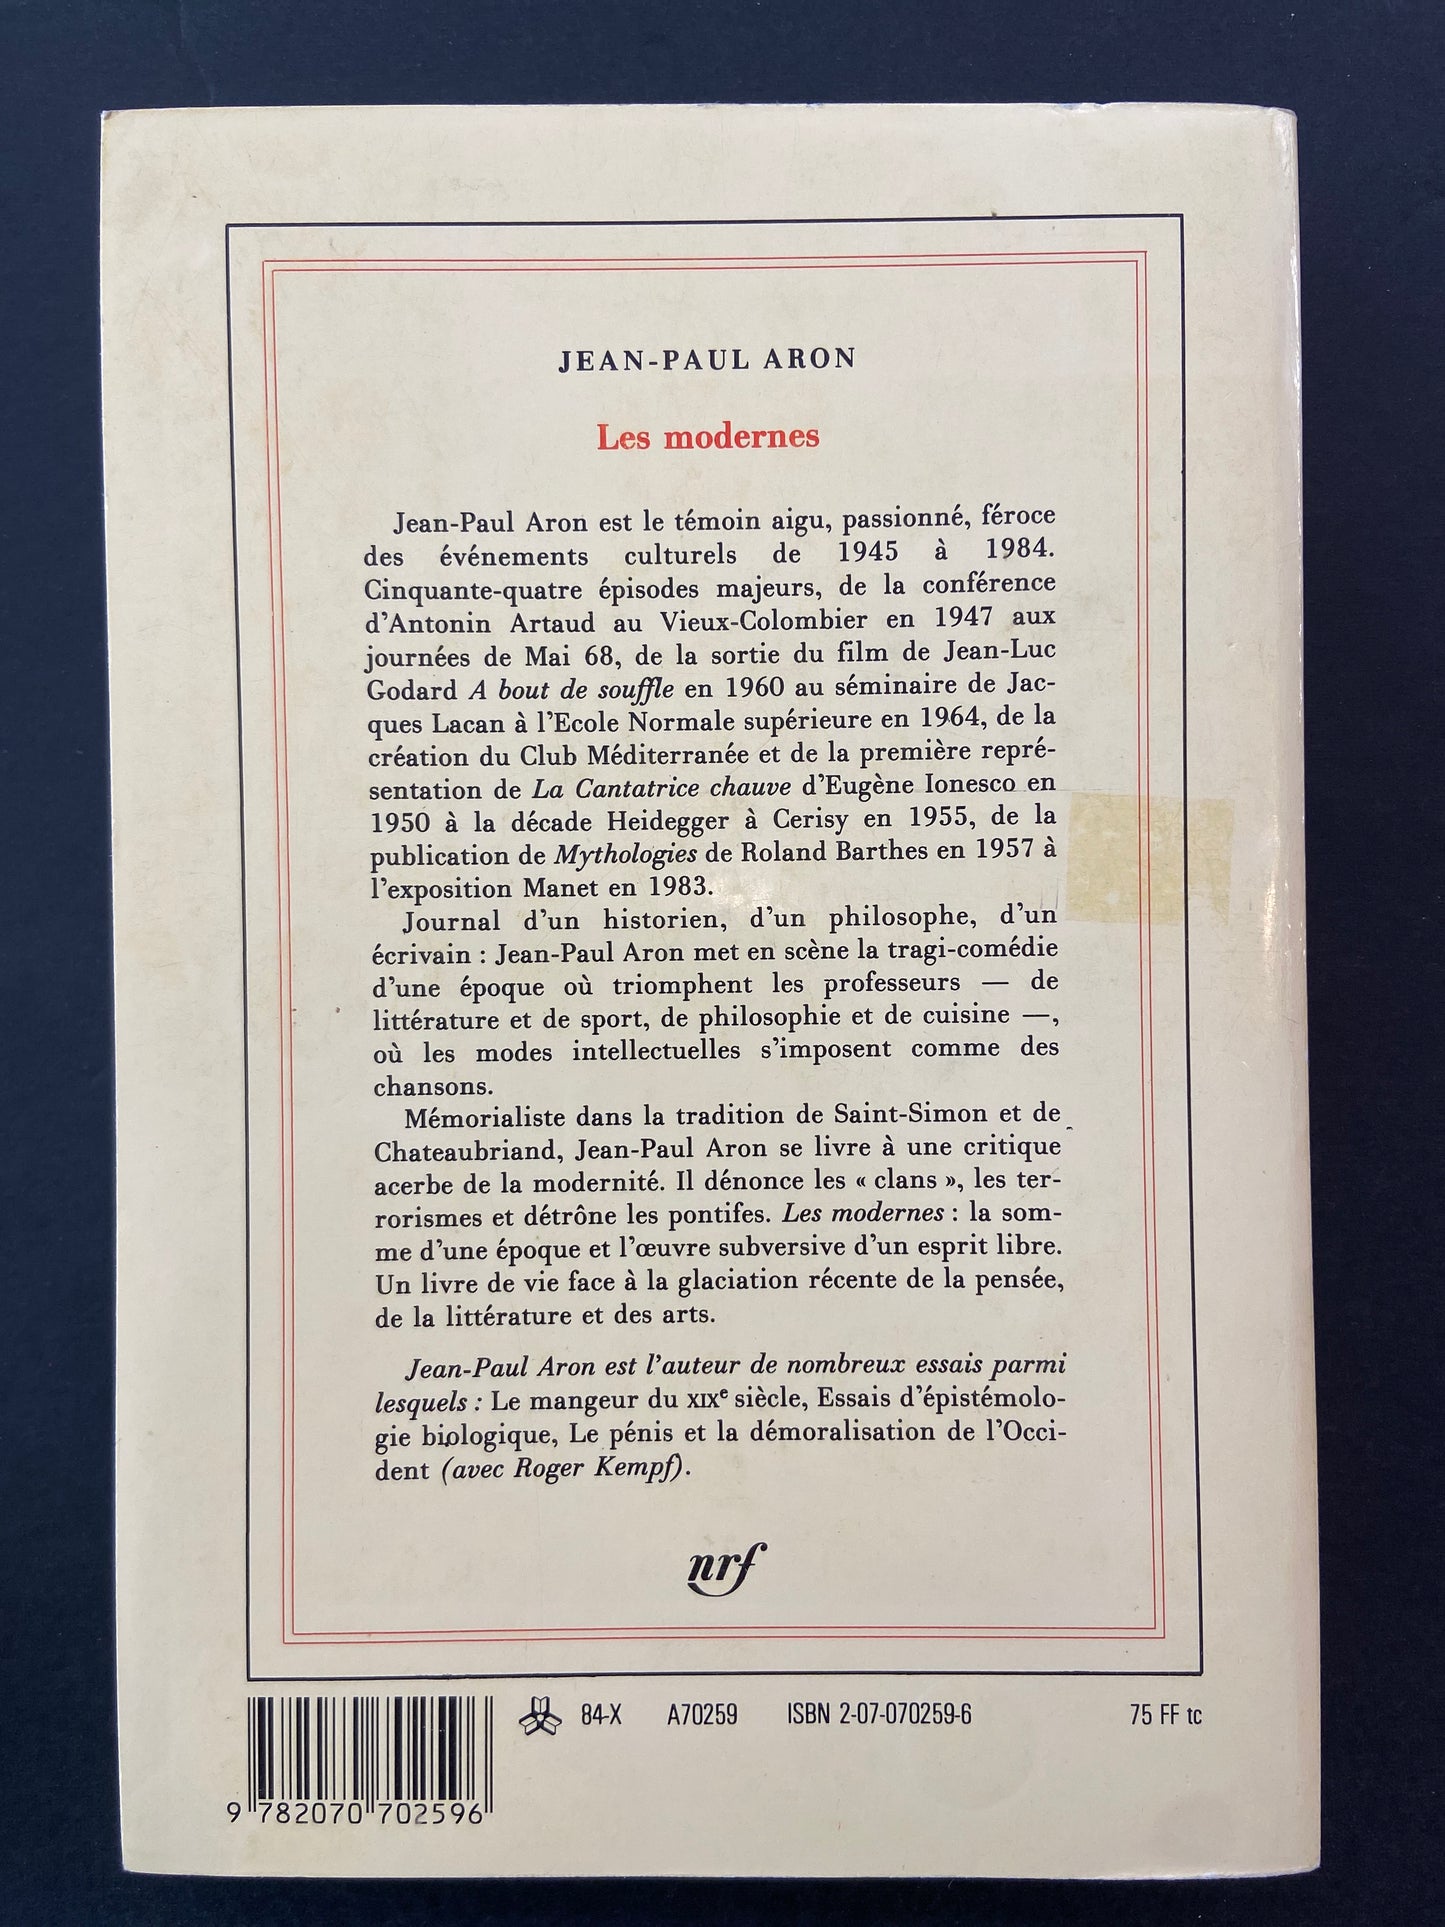 JEAN-PAUL ARON
Les modernes
Jean-Paul Aron est le témoin aigu, passionné, féroce
des événements culturels de 1945 à 1984.
Cinquante-quatre épisodes majeurs, de la conférence
d'Antonin Artaud au Vieux-Colombier en 1947 aux
journées de Mai 68, de la sortie du film de Jean-Luc
Godard A bout de souffle en 1960 au séminaire de Jac-
ques Lacan à l'Ecole Normale supérieure en 1964, de la
création du Club Méditerranée et de la première repré-
sentation de La Cantatrice chauve d'Eugène Ionesco en
1950 à la décade Heidegger à Cerisy en 1955, de la
publication de Mythologies de Roland Barthes en 1957 à
l'exposition Manet en 1983.
Journal d'un historien, d'un philosophe, d'un
écrivain : Jean-Paul Aron met en scène la tragi-comédie
d'une époque où triomphent les professeurs — de
littérature et de sport, de philosophie et de cuisine —,
où les modes intellectuelles s'imposent comme des
chansons.
Mémorialiste dans la tradition de Saint-Simon et de
Chateaubriand, Jean-Paul Aron se livre à une critique
acerbe de la modernité. Il dénonce les « clans », les ter-
rorismes et détrône les pontifes. Les modernes : la som-
me d'une époque et l'œuvre subversive d'un esprit libre.
Un livre de vie face à la glaciation récente de la pensée,
de la littérature et des arts.
Jean-Paul Aron est l'auteur de nombreux essais parmi
lesquels : Le mangeur du XIXe siècle, Essais d'épistémolo-
gie biologique, Le pénis et la démoralisation de l'Occi-
dent (avec Roger Kempf).
nrf
84-X A70259 ISBN 2-07-070259-6 75 FF tc
9 782070 702596